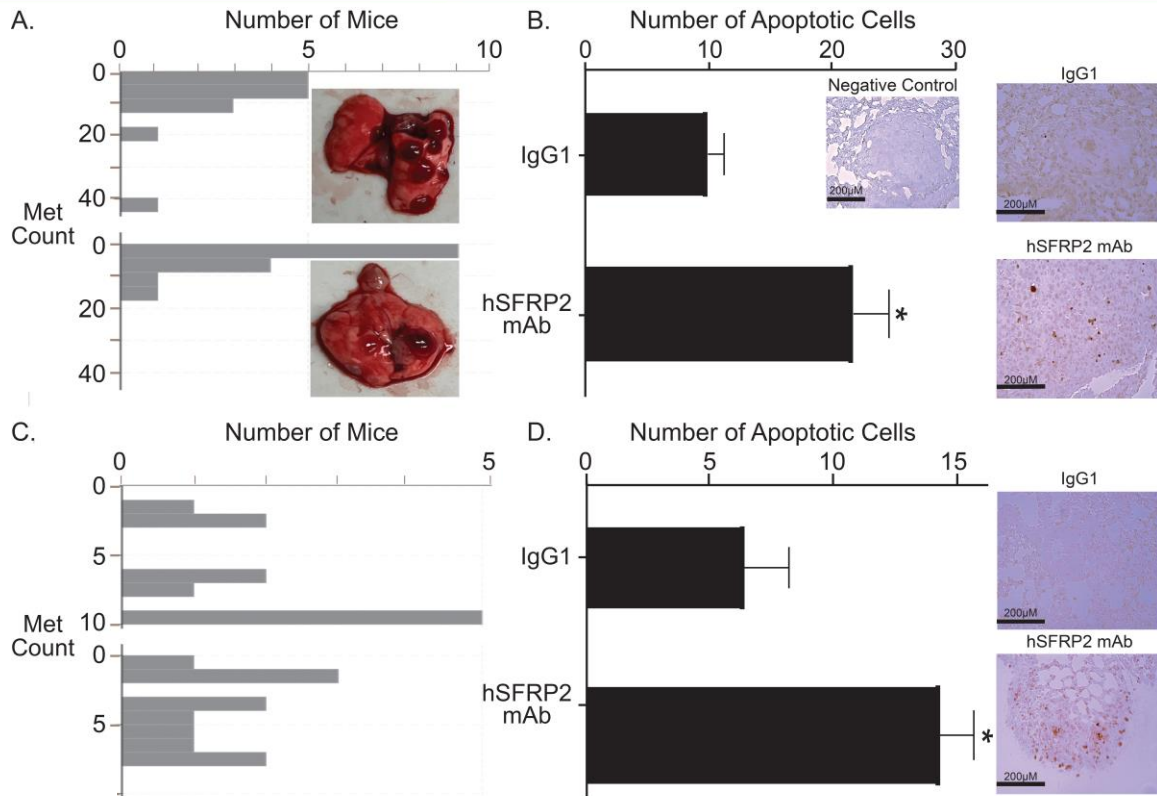 A.
Number of Mice
0 5 10
0
20
40
Met
Count
0
20
40
B.
Number of Apoptotic Cells
0 10 20 30
IgG1
hSFRP2
mAb
*
Negative Control
200µM
IgG1
200µM
hSFRP2 mAb
200µM
C.
Number of Mice
0 5
0
5
10
Met
Count
0
5
D.
Number of Apoptotic Cells
0 5 10 15
IgG1
hSFRP2
mAb
*
IgG1
200µM
hSFRP2 mAb
200µM